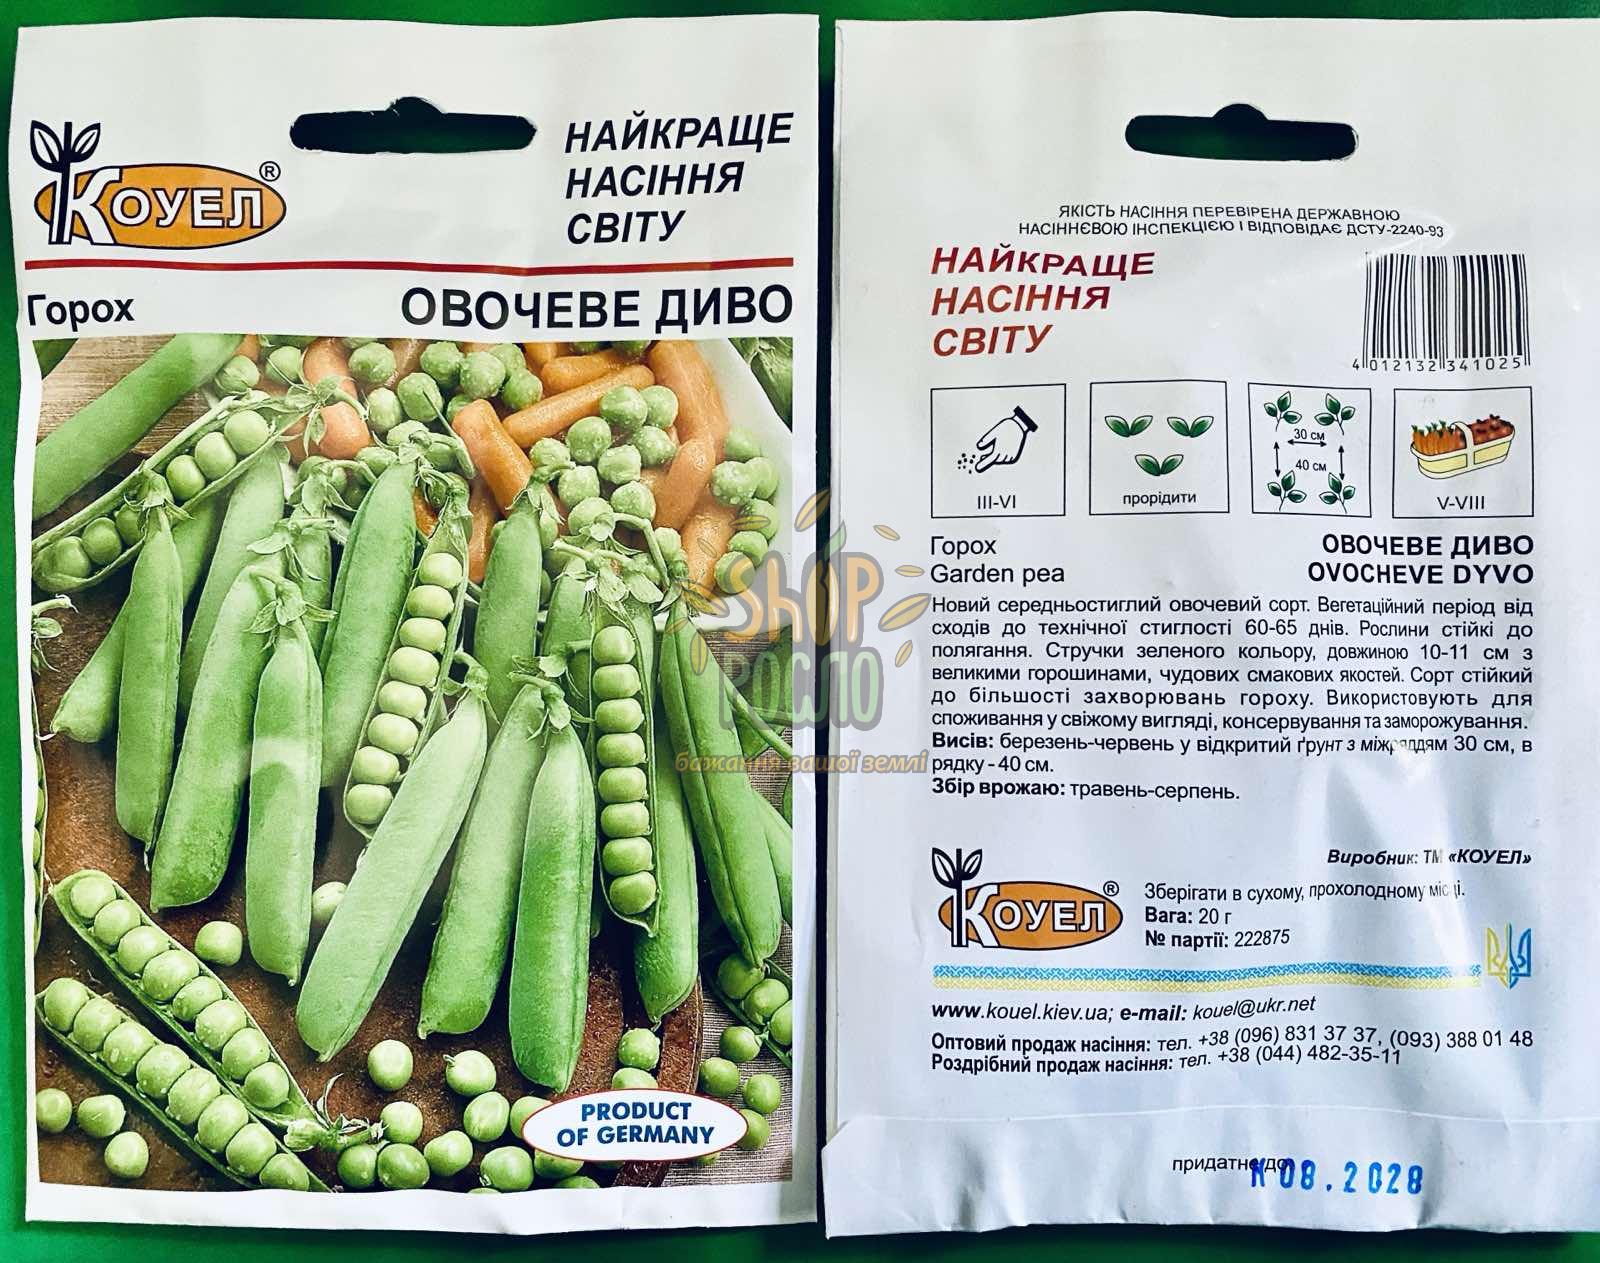 КОУЕЛ®
НАЙКРАЩЕ
НАСІННЯ
СВІТУ
Горох
ОВОЧЕВЕ ДИВО
PRODUCT
OF GERMANY
ЯКІСТЬ НАСІННЯ ПЕРЕВІРЕНА ДЕРЖАВНОЮ
НАСІННЄВОЮ ІНСПЕКЦІЄЮ І ВІДПОВІДАЄ ДСТУ-2240-93
НАЙКРАЩЕ
НАСІННЯ
СВІТУ
4 012132 341025
III-VI
прорідити
30 см
40 см
V-VIII
Горох
ОВОЧЕВЕ ДИВО
Garden pea
OVOCHEVE DYVO
Новий середньостиглий овочевий сорт. Вегетаційний період від
сходів до технічної стиглості 60-65 днів. Рослини стійкі до
полягання. Стручки зеленого кольору, довжиною 10-11 см з
великими горошинами, чудових смакових якостей. Сорт стійкий
до більшості захворювань гороху. Використовують для
споживання у свіжому вигляді, консервування та заморожування.
Висів: березень-червень у відкритий ґрунт з міжряддям 30 см, в
рядку - 40 см.
Збір врожаю: травень-серпень.
Виробник: ТМ «КОУЕЛ»
КОУЕЛ®
Зберігати в сухому, прохолодному місці.
Вага: 20 г
№ партії: 222875
www.kouel.kiev.ua; e-mail: kouel@ukr.net
Оптовий продаж насіння: тел. +38 (096) 831 37 37, (093) 388 01 48
Роздрібний продаж насіння: тел. +38 (044) 482-35-11
придатне до
К 08.2028
SHOP
РОСЛО
бажання вашої землі